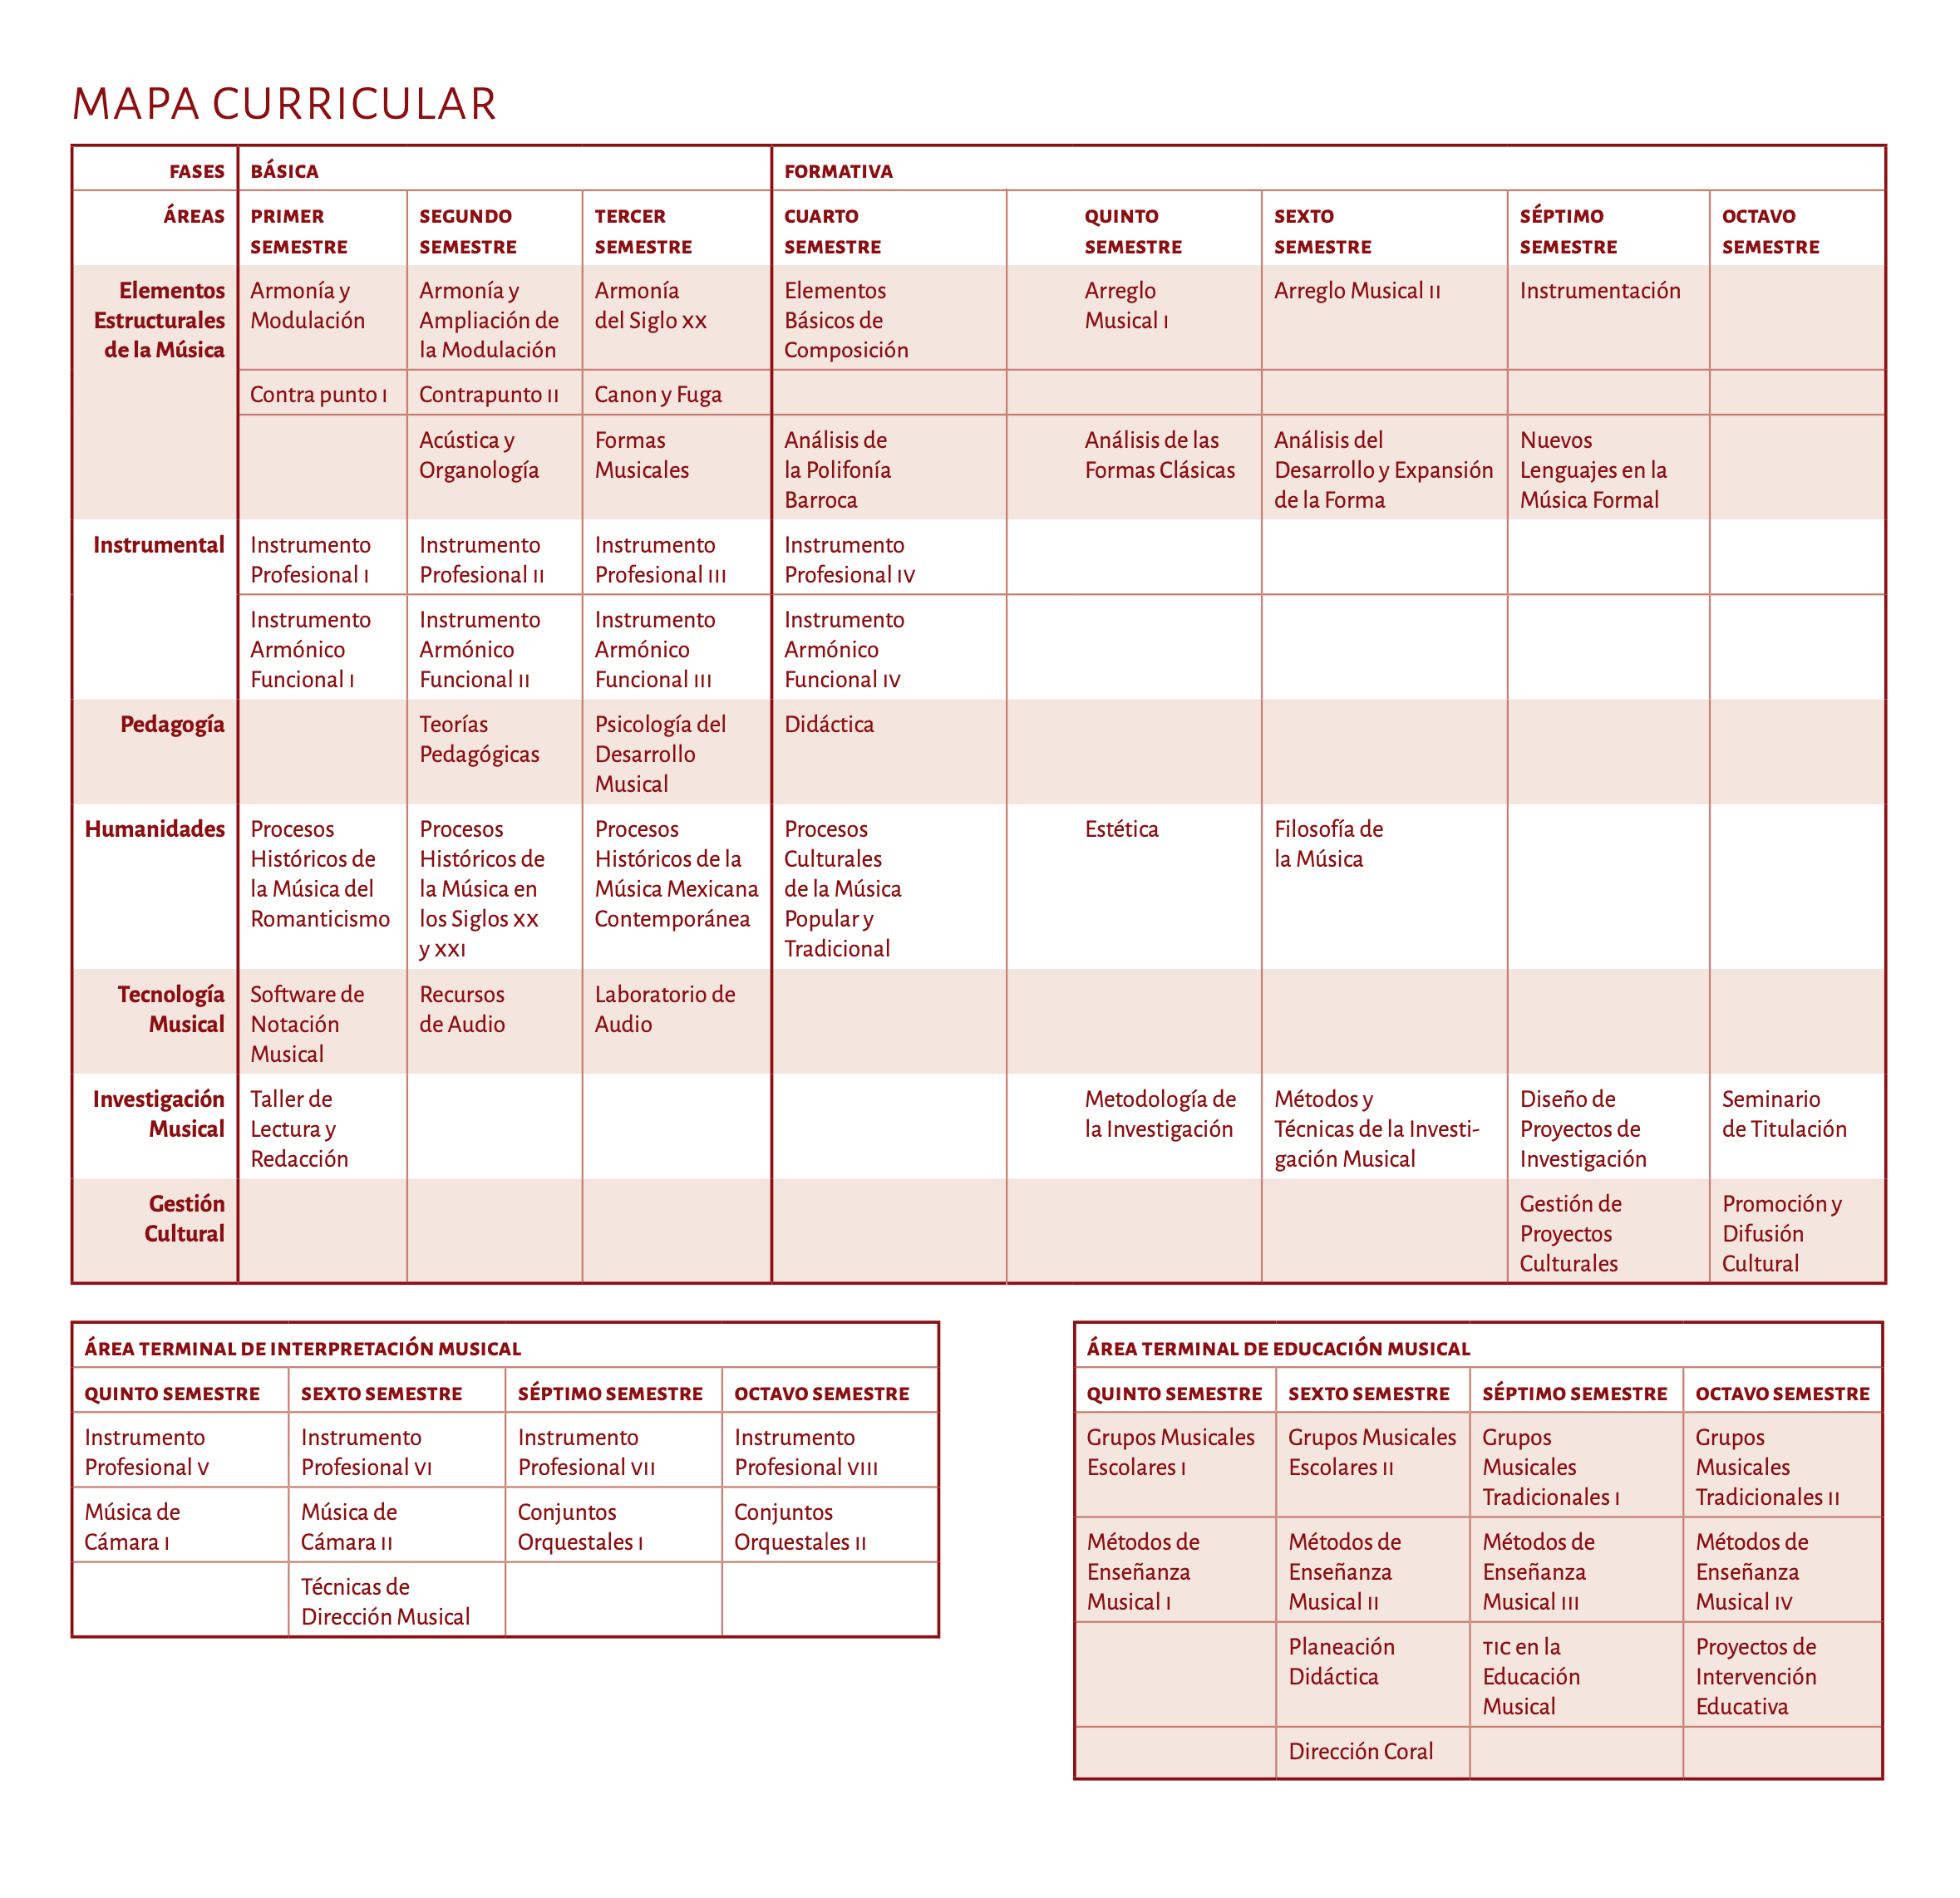 MAPA CURRICULAR
FASES BÁSICA FORMATIVA
ÁREAS PRIMER SEGUNDO TERCER CUARTO QUINTO SEXTO SÉPTIMO OCTAVO
SEMESTRE SEMESTRE SEMESTRE SEMESTRE SEMESTRE SEMESTRE SEMESTRE SEMESTRE
Elementos Armonía y Armonía y Armonía Elementos Arreglo Arreglo Musical II Instrumentación
Estructurales Modulación Ampliación de del Siglo XX Básicos de Musical I
de la Música la Modulación Composición
Contra punto I Contrapunto II Canon y Fuga
Acústica y Formas Análisis de Análisis de las Análisis del Nuevos
Organología Musicales la Polifonía Formas Clásicas Desarrollo y Expansión Lenguajes en la
Barroca de la Forma Música Formal
Instrumental Instrumento Instrumento Instrumento Instrumento
Profesional I Profesional II Profesional III Profesional IV
Instrumento Instrumento Instrumento Instrumento
Armónico Armónico Armónico Armónico
Funcional I Funcional II Funcional III Funcional IV
Pedagogía Teorías Psicología del Didáctica
Pedagógicas Desarrollo
Musical
Humanidades Procesos Procesos Procesos Procesos Estética Filosofía de
Históricos de Históricos de Históricos de la Culturales la Música
la Música del la Música en Música Mexicana de la Música
Romanticismo los Siglos XX Contemporánea Popular y
y XXI Tradicional
Tecnología Software de Recursos Laboratorio de
Musical Notación de Audio Audio
Musical
Investigación Taller de Metodología de Métodos y Diseño de Seminario
Musical Lectura y la Investigación Técnicas de la Investi- Proyectos de de Titulación
Redacción gación Musical Investigación
Gestión Gestión de Promoción y
Cultural Proyectos Difusión
Culturales Cultural
ÁREA TERMINAL DE INTERPRETACIÓN MUSICAL
QUINTO SEMESTRE SEXTO SEMESTRE SÉPTIMO SEMESTRE OCTAVO SEMESTRE
Instrumento Instrumento Instrumento Instrumento
Profesional V Profesional VI Profesional VII Profesional VIII
Música de Música de Conjuntos Conjuntos
Cámara I Cámara II Orquestales I Orquestales II
Técnicas de
Dirección Musical
ÁREA TERMINAL DE EDUCACIÓN MUSICAL
QUINTO SEMESTRE SEXTO SEMESTRE SÉPTIMO SEMESTRE OCTAVO SEMESTRE
Grupos Musicales Grupos Musicales Grupos Grupos
Escolares I Escolares II Musicales Musicales
Tradicionales I Tradicionales II
Métodos de Métodos de Métodos de Métodos de
Enseñanza Enseñanza Enseñanza Enseñanza
Musical I Musical II Musical III Musical IV
Planeación TIC en la Proyectos de
Didáctica Educación Intervención
Musical Educativa
Dirección Coral